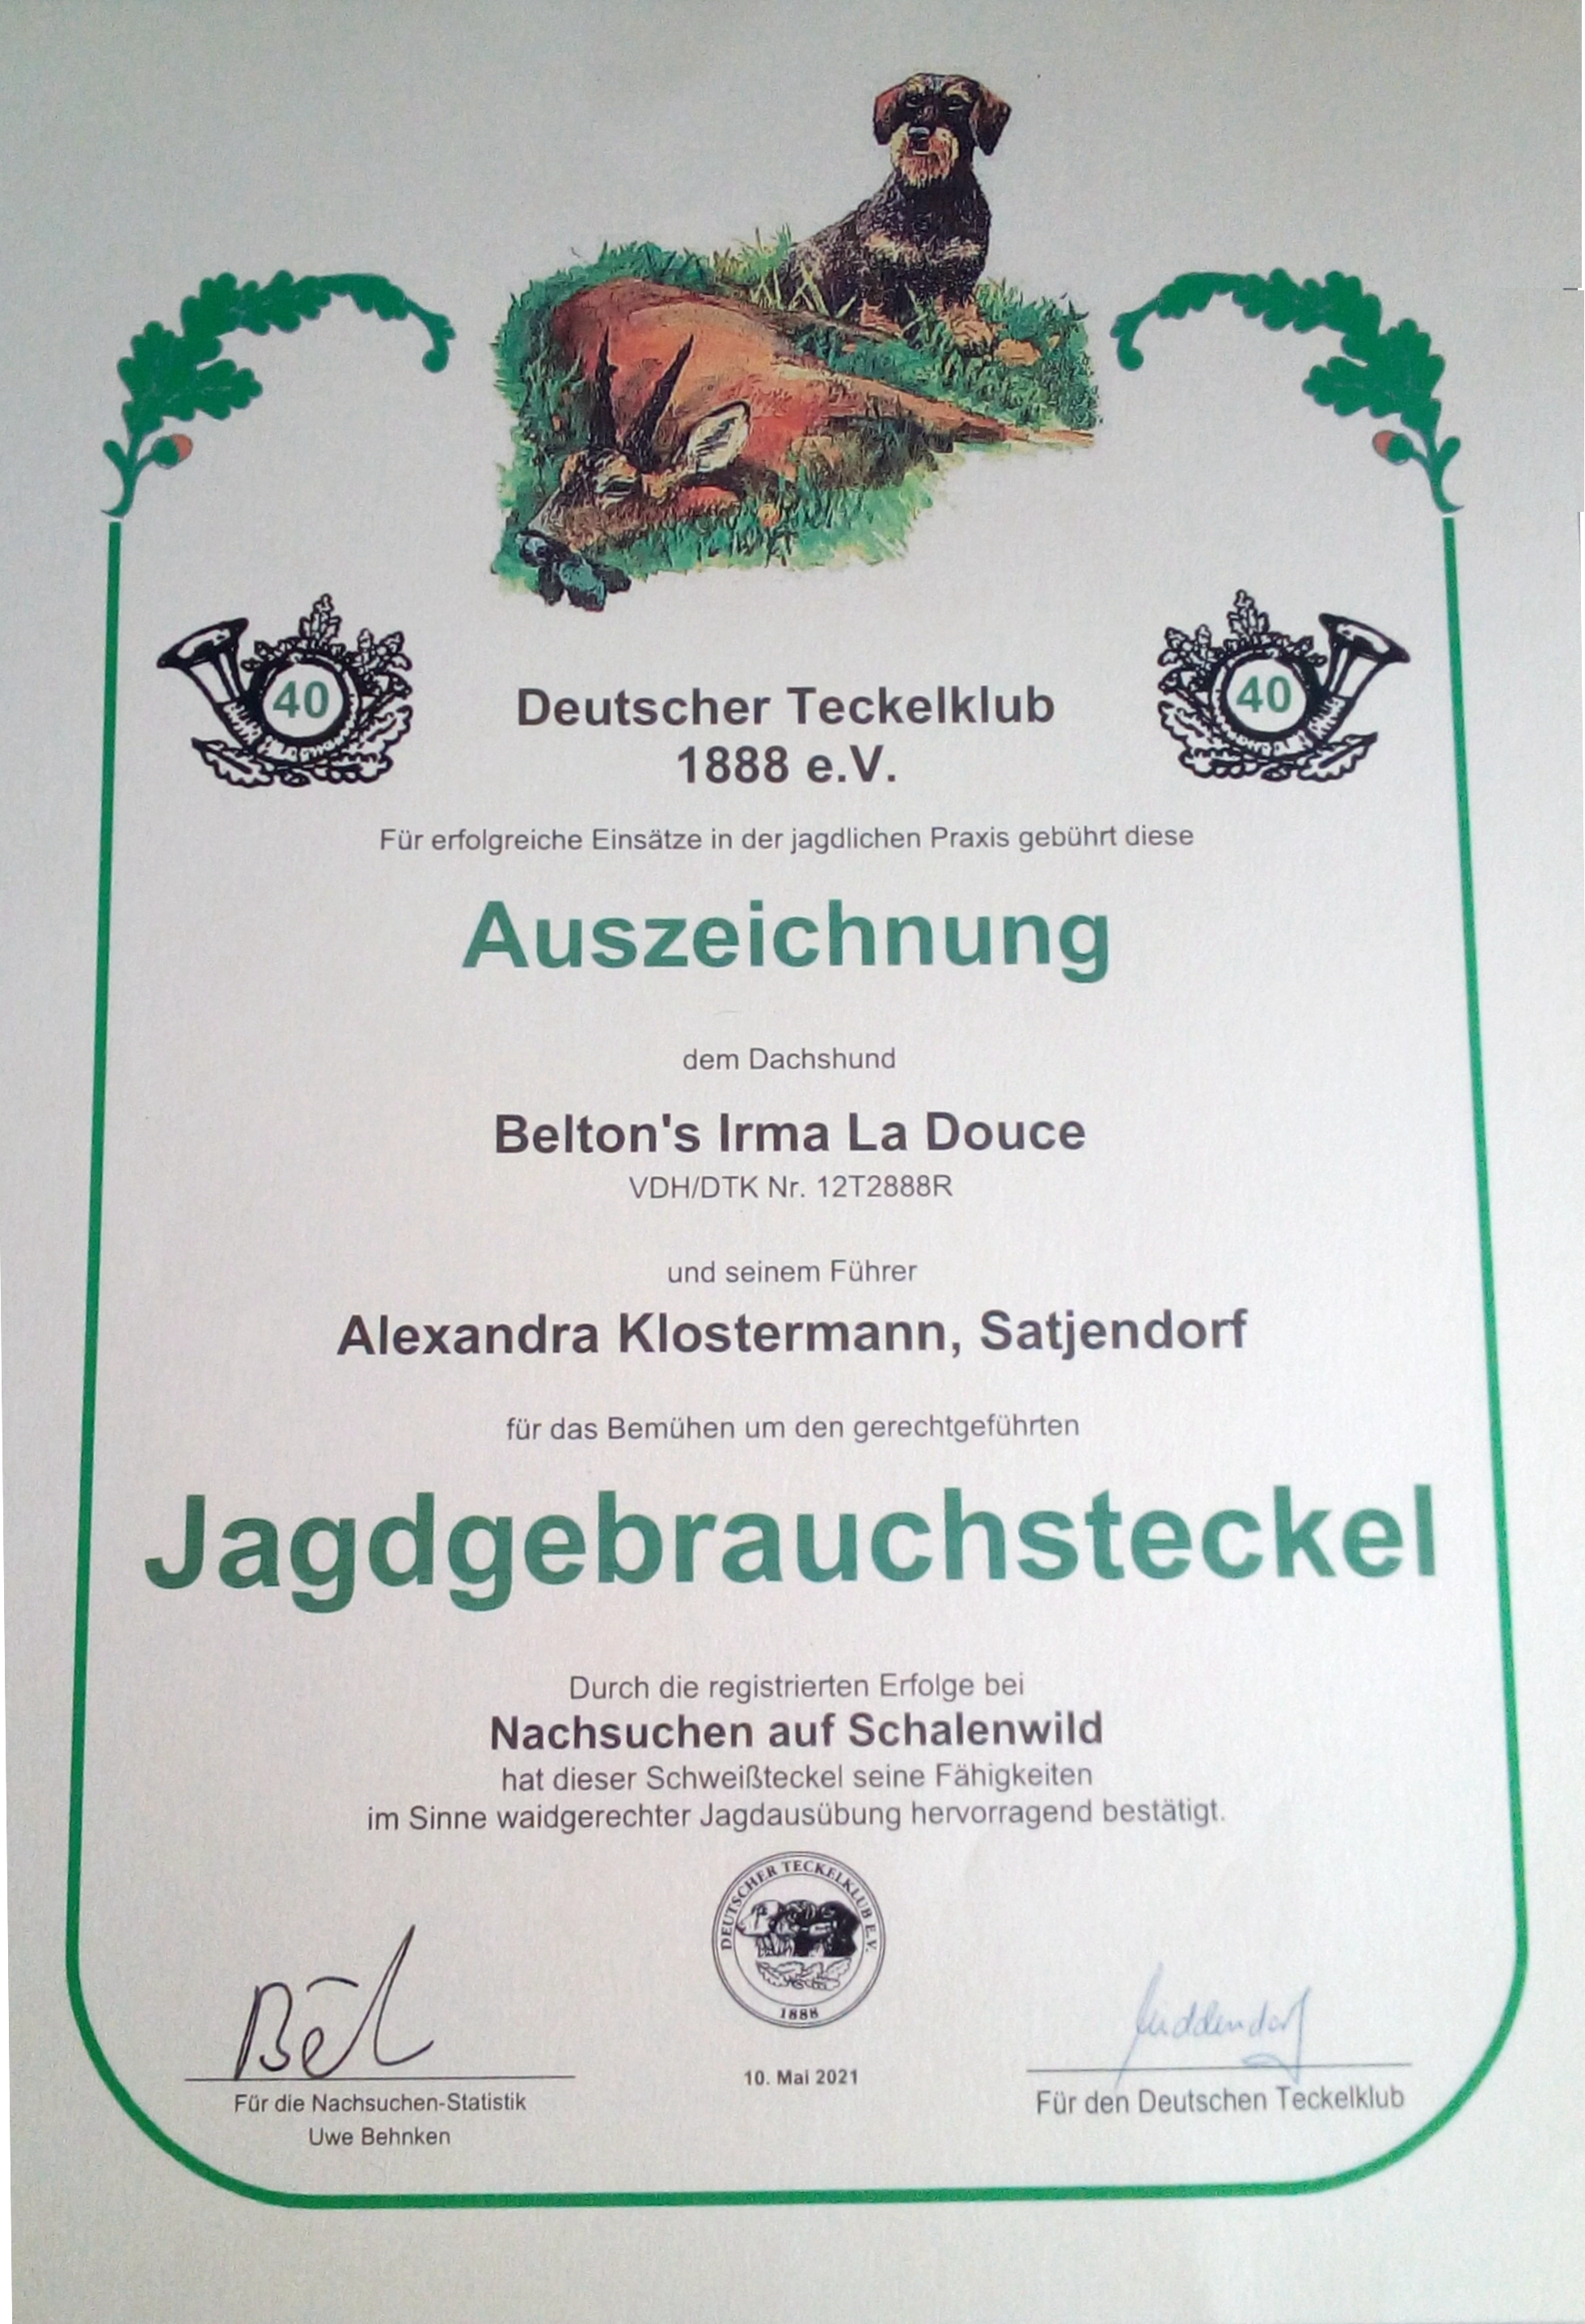 40
40
Deutscher Teckelklub
1888 e.V.
Für erfolgreiche Einsätze in der jagdlichen Praxis gebührt diese
Auszeichnung
dem Dachshund
Belton's Irma La Douce
VDH/DTK Nr. 12T2888R
und seinem Führer
Alexandra Klostermann, Satjendorf
für das Bemühen um den gerechtgeführten
Jagdgebrauchsteckel
Durch die registrierten Erfolge bei
Nachsuchen auf Schalenwild
hat dieser Schweißteckel seine Fähigkeiten
im Sinne waidgerechter Jagdausübung hervorragend bestätigt.
DEUTSCHER TECKELKLUB E.V.
1888
10. Mai 2021
Für die Nachsuchen-Statistik
Uwe Behnken
Für den Deutschen Teckelklub